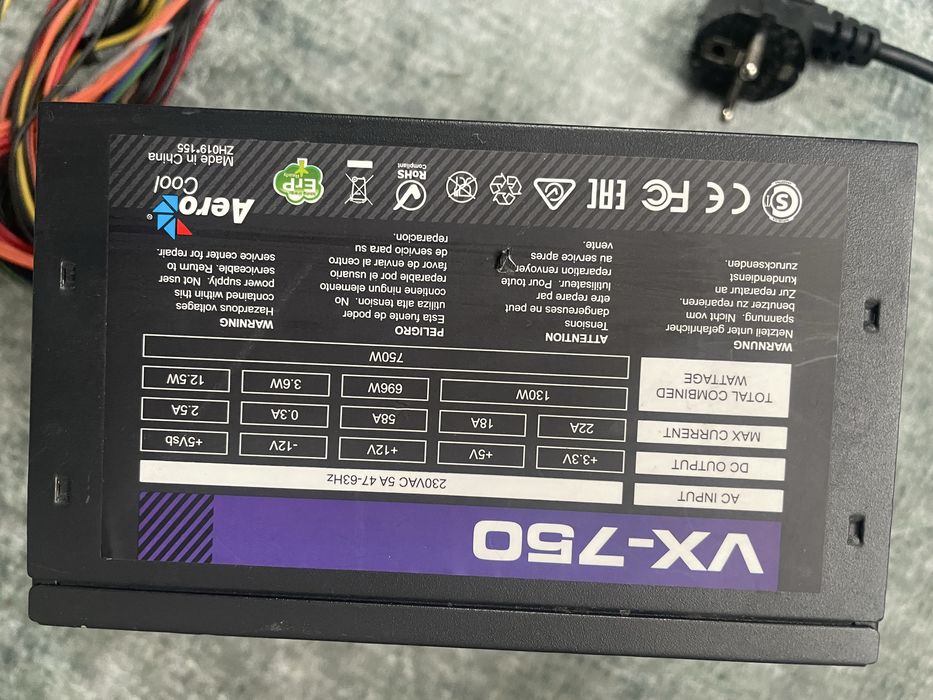 VX-750
AC INPUT 230VAC 5A 47-63Hz
DC OUTPUT +3.3V +5V +12V -12V +5Vsb
MAX CURRENT 22A 18A 58A 0.3A 2.5A
TOTAL COMBINED
WATTAGE
130W 696W 3.6W 12.5W
750W
WARNUNG
Netzteil unter gefahrlicher
spannung. Nicht vom
benutzer zu reparieren.
Zur reparatur an
kundendienst
zurucksenden.
ATTENTION
Tensions
dangereuses ne peut
etre repare par
lutilisateur. Pour toute
reparation renvoyer
au service apres
vente.
PELIGRO
Esta fuente de poder
utiliza alta tension. No
contiene ningun elemento
reparable por el usuario
favor de enviar al centro
de servicio para su
reparacion.
WARNING
Hazardous voltages
contained within this
power supply. Not user
serviceable. Return to
service center for repair.
S
CE
FC
EAC
RoHS
Compliant
ErP
Ready
AeroCool
Made in China
ZH019*155